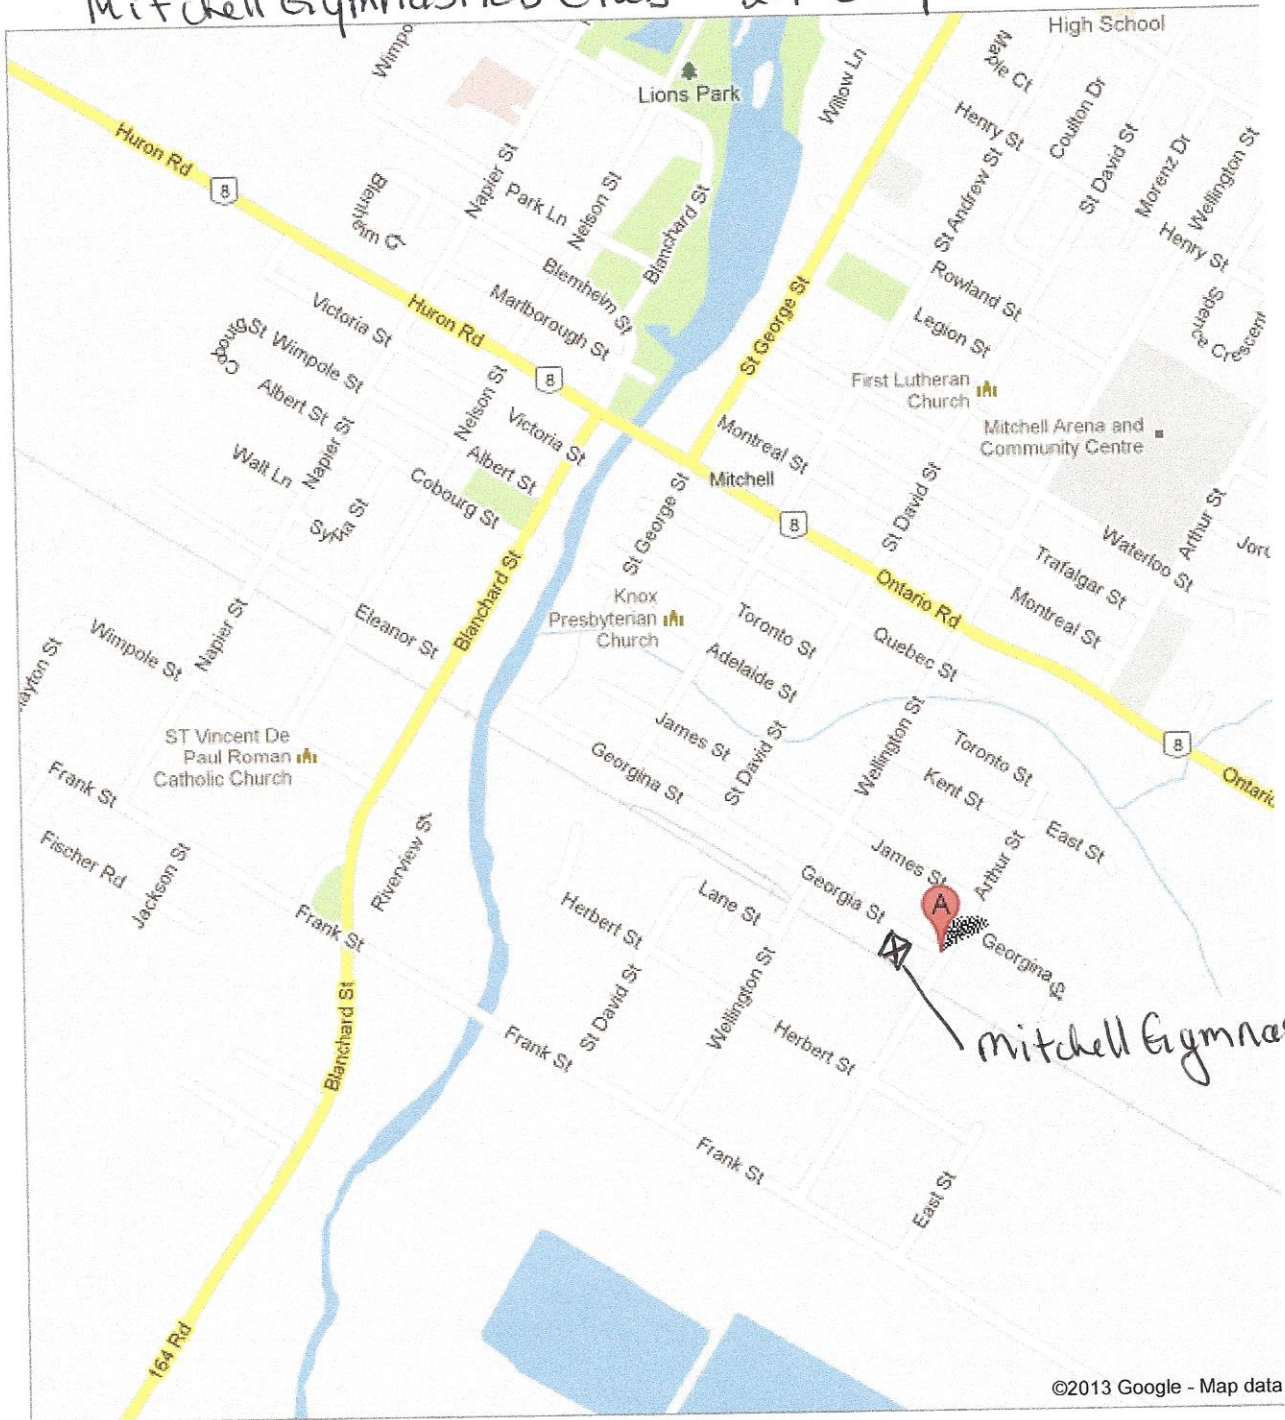 Mitchell Gymnastics Club
High School
Wimpo
Maple Ct
Willow Ln
Lions Park
Coulton Dr
Henry St
St David St
Morenz Dr
Wellington St
Huron Rd
8
Napier St
Blenheim Ct
Park Ln
Nelson St
Blanchard St
St Andrew St
Henry St
Blemheim St
Rowland St
Spence Crescent
Victoria St
Huron Rd
Marlborough St
St George St
Legion St
Cobourg St
Wimpole St
8
First Lutheran
Church
Albert St
Nelson St
Victoria St
Montreal St
Mitchell Arena and
Community Centre
Napier St
Walt Ln
Albert St
Cobourg St
Mitchell
St David St
8
Arthur St
Jord
St George St
Waterloo St
Trafalgar St
Blanchard St
Ontario Rd
Montreal St
Knox
Presbyterian
Church
Eleanor St
Toronto St
Quebec St
Napier St
Wimpole St
Adelaide St
ayton St
James St
St David St
Wellington St
Toronto St
8
ST Vincent De
Paul Roman
Catholic Church
Georgina St
Kent St
Ontario
Frank St
East St
Fischer Rd
Riverview St
James St
Arthur St
Jackson St
Georgia St
Lane St
A
Herbert St
Frank St
Georgina St
Wellington St
St David St
Blanchard St
Frank St
Herbert St
Mitchell Gymnas
Frank St
East St
164 Rd
©2013 Google - Map data